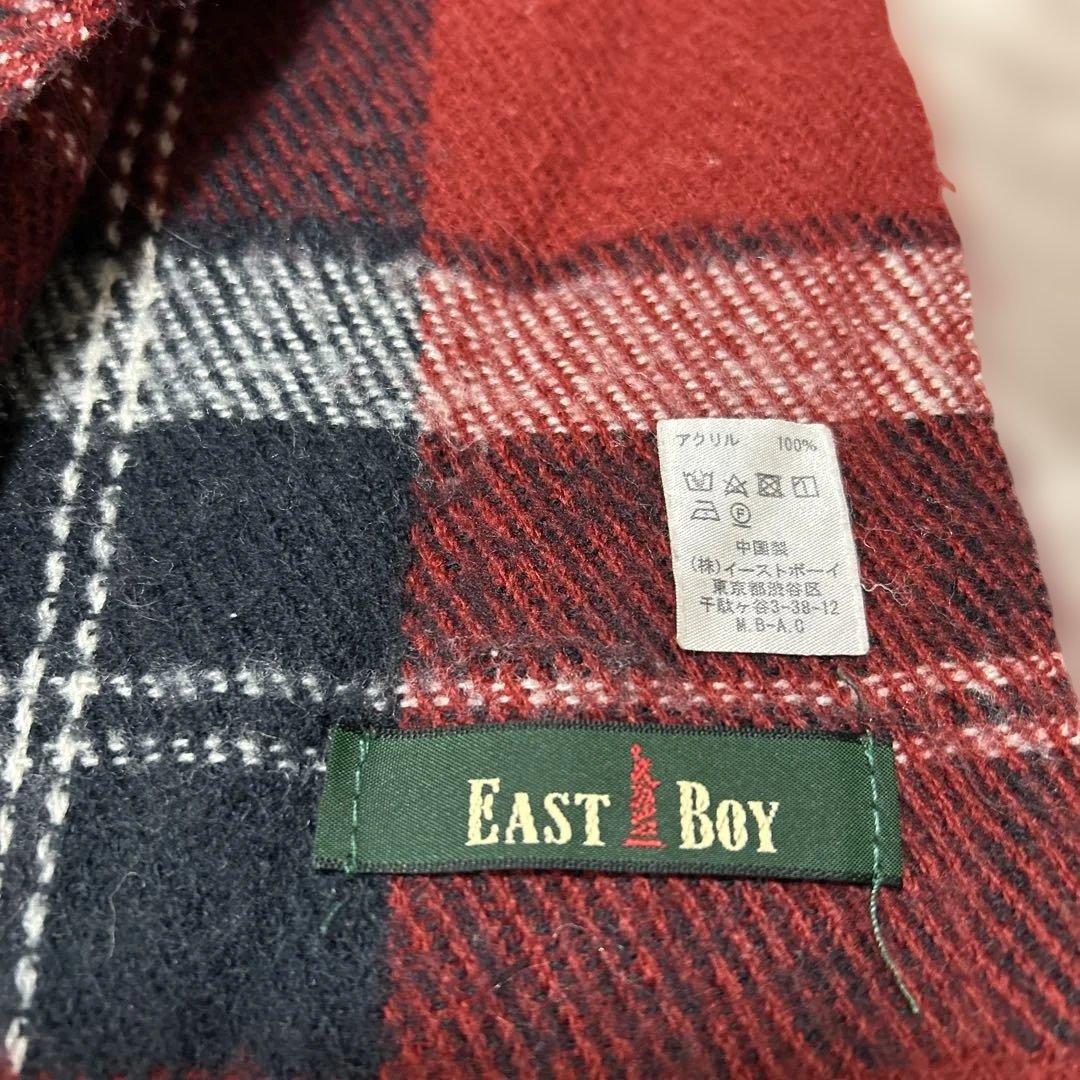 アクリル 100%
中国製
(株)イーストボーイ
東京都渋谷区
千駄ヶ谷3-38-12
M.B-A.C
EAST BOY